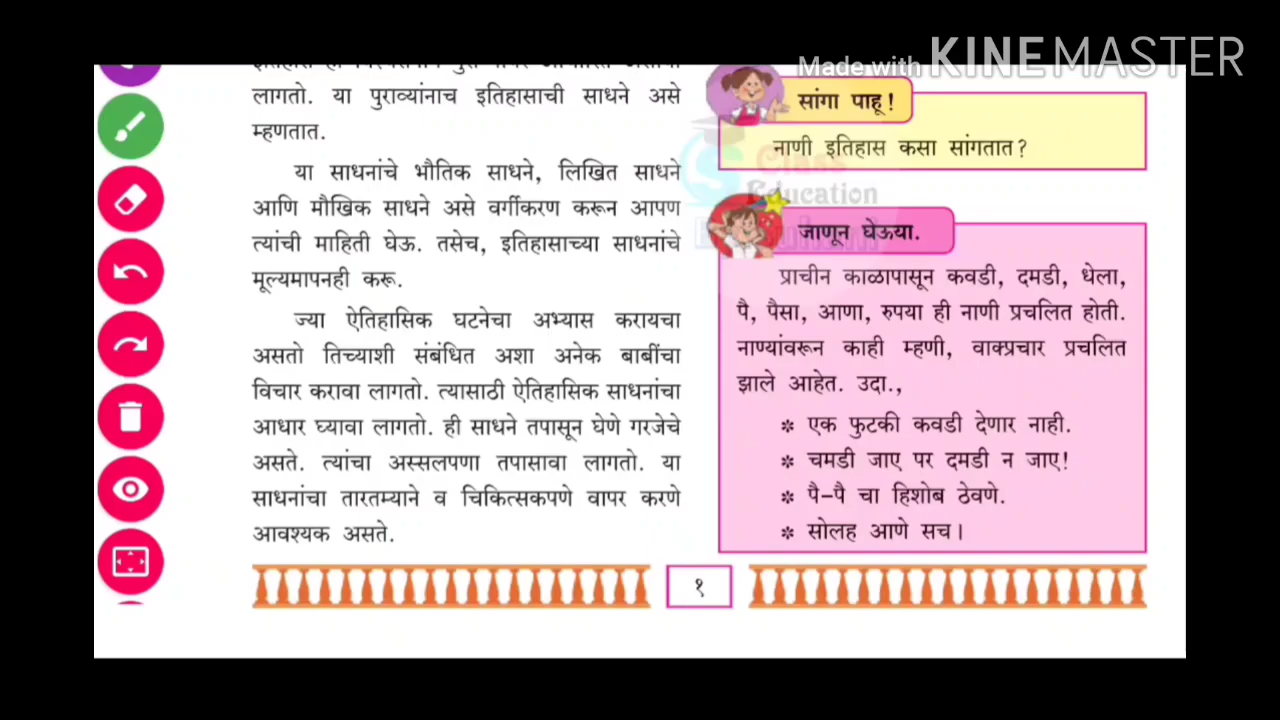 Made with KINEMASTER
लागतो. या पुराव्यांनाच इतिहासाची साधने असे
म्हणतात.
या साधनांचे भौतिक साधने, लिखित साधने
आणि मौखिक साधने असे वर्गीकरण करून आपण
त्यांची माहिती घेऊ. तसेच, इतिहासाच्या साधनांचे
मूल्यमापनही करू.
ज्या ऐतिहासिक घटनेचा अभ्यास करायचा
असतो तिच्याशी संबंधित अशा अनेक बाबींचा
विचार करावा लागतो. त्यासाठी ऐतिहासिक साधनांचा
आधार घ्यावा लागतो. ही साधने तपासून घेणे गरजेचे
असते. त्यांचा अस्सलपणा तपासावा लागतो. या
साधनांचा तारतम्याने व चिकित्सकपणे वापर करणे
आवश्यक असते.
सांगा पाहू!
नाणी इतिहास कसा सांगतात?
Class
Education
जाणून घेऊया.
प्राचीन काळापासून कवडी, दमडी, धेला,
पै, पैसा, आणा, रुपया ही नाणी प्रचलित होती.
नाण्यांवरून काही म्हणी, वाक्प्रचार प्रचलित
झाले आहेत. उदा.,
* एक फुटकी कवडी देणार नाही.
* चमडी जाए पर दमडी न जाए!
* पै-पै चा हिशोब ठेवणे.
* सोलह आणे सच।
१